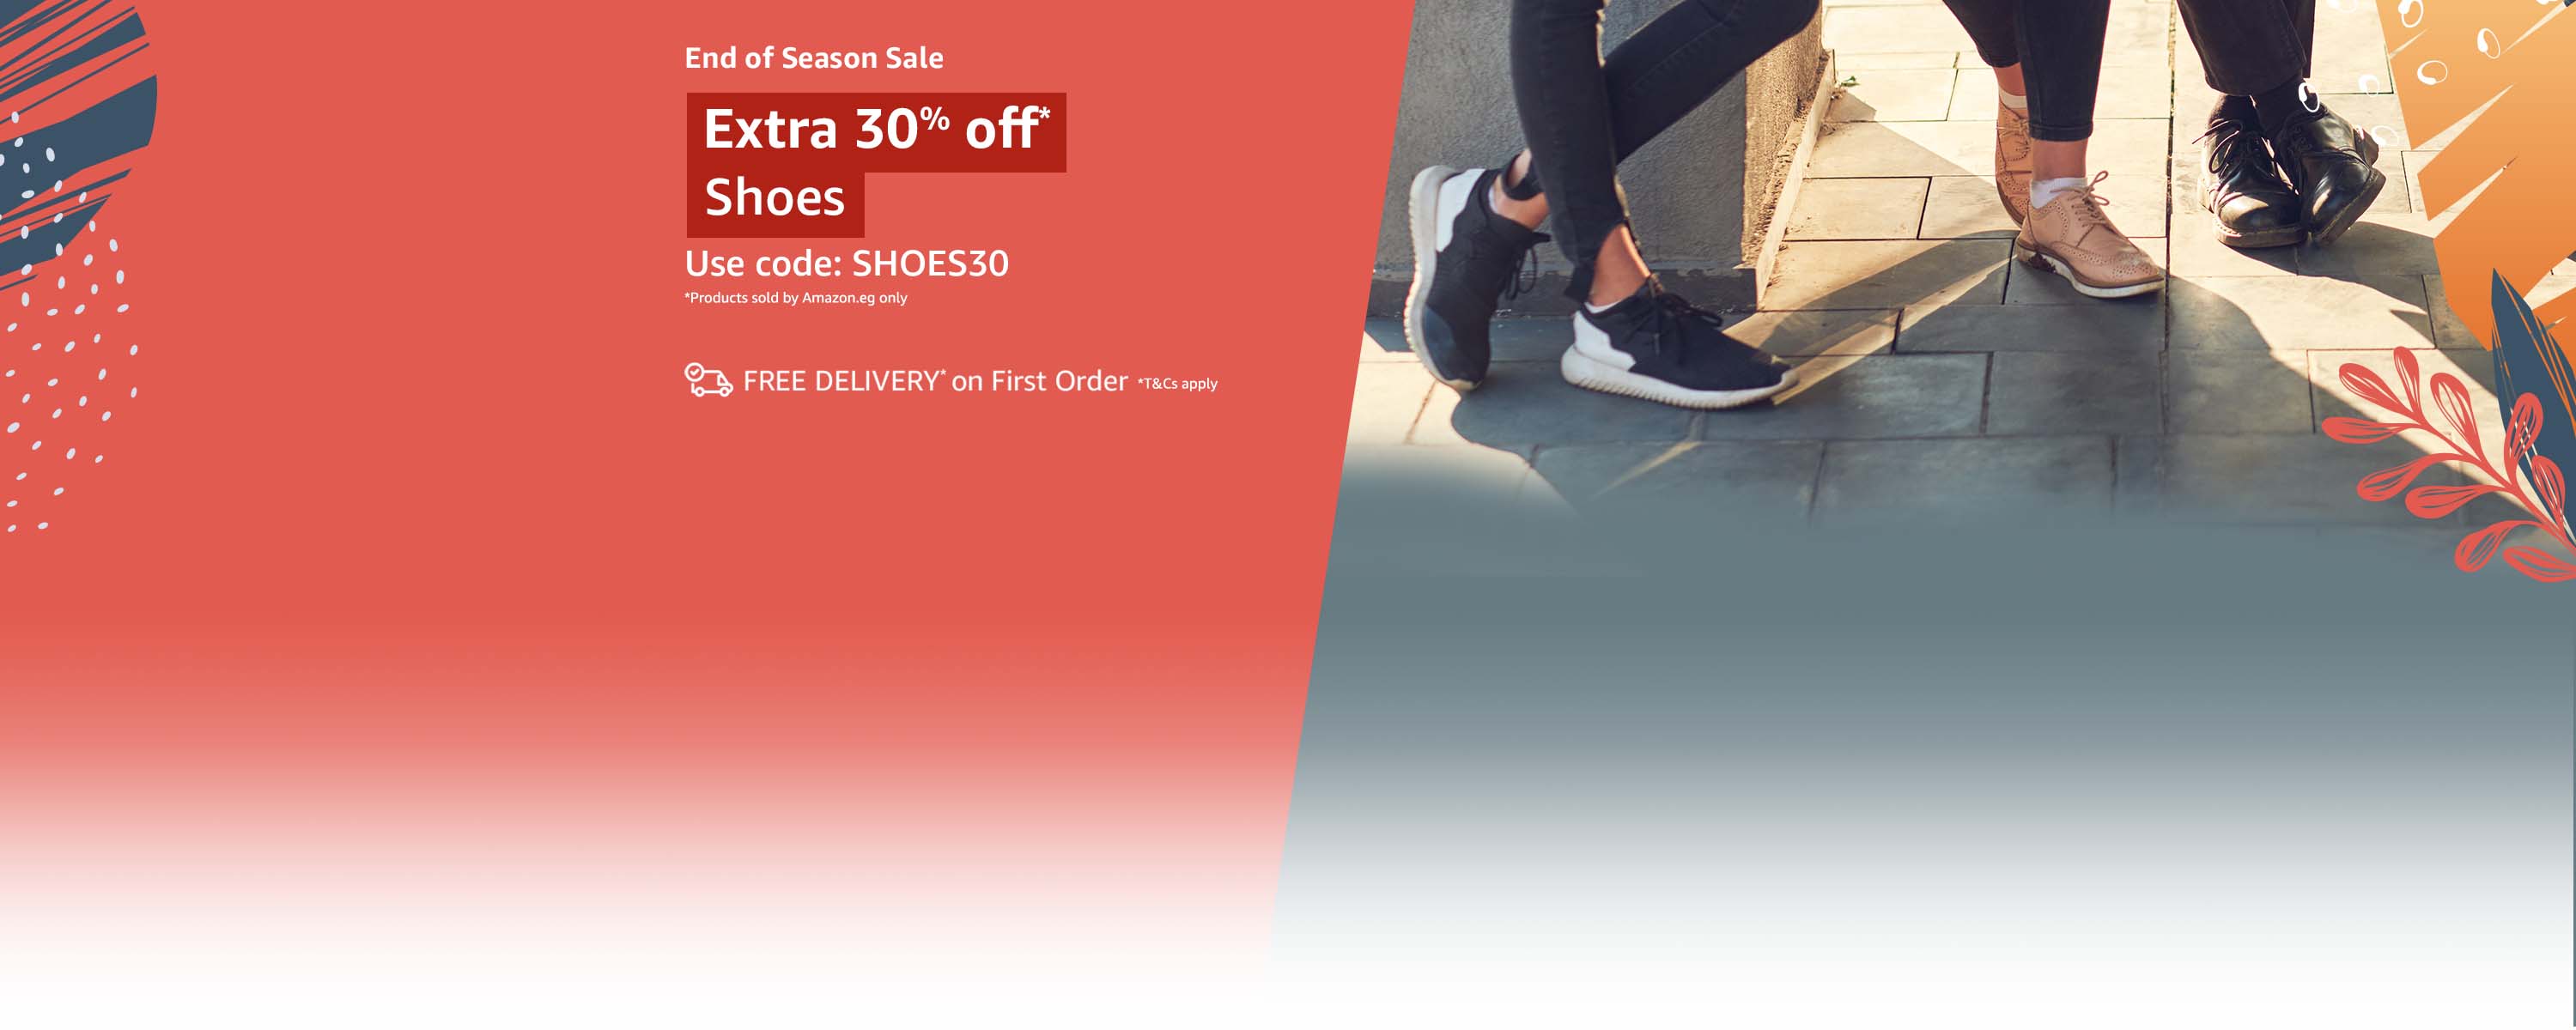 End of Season Sale
Extra 30% off*
Shoes
Use code: SHOES30
*Products sold by Amazon.eg only
FREE DELIVERY* on First Order *T&Cs apply